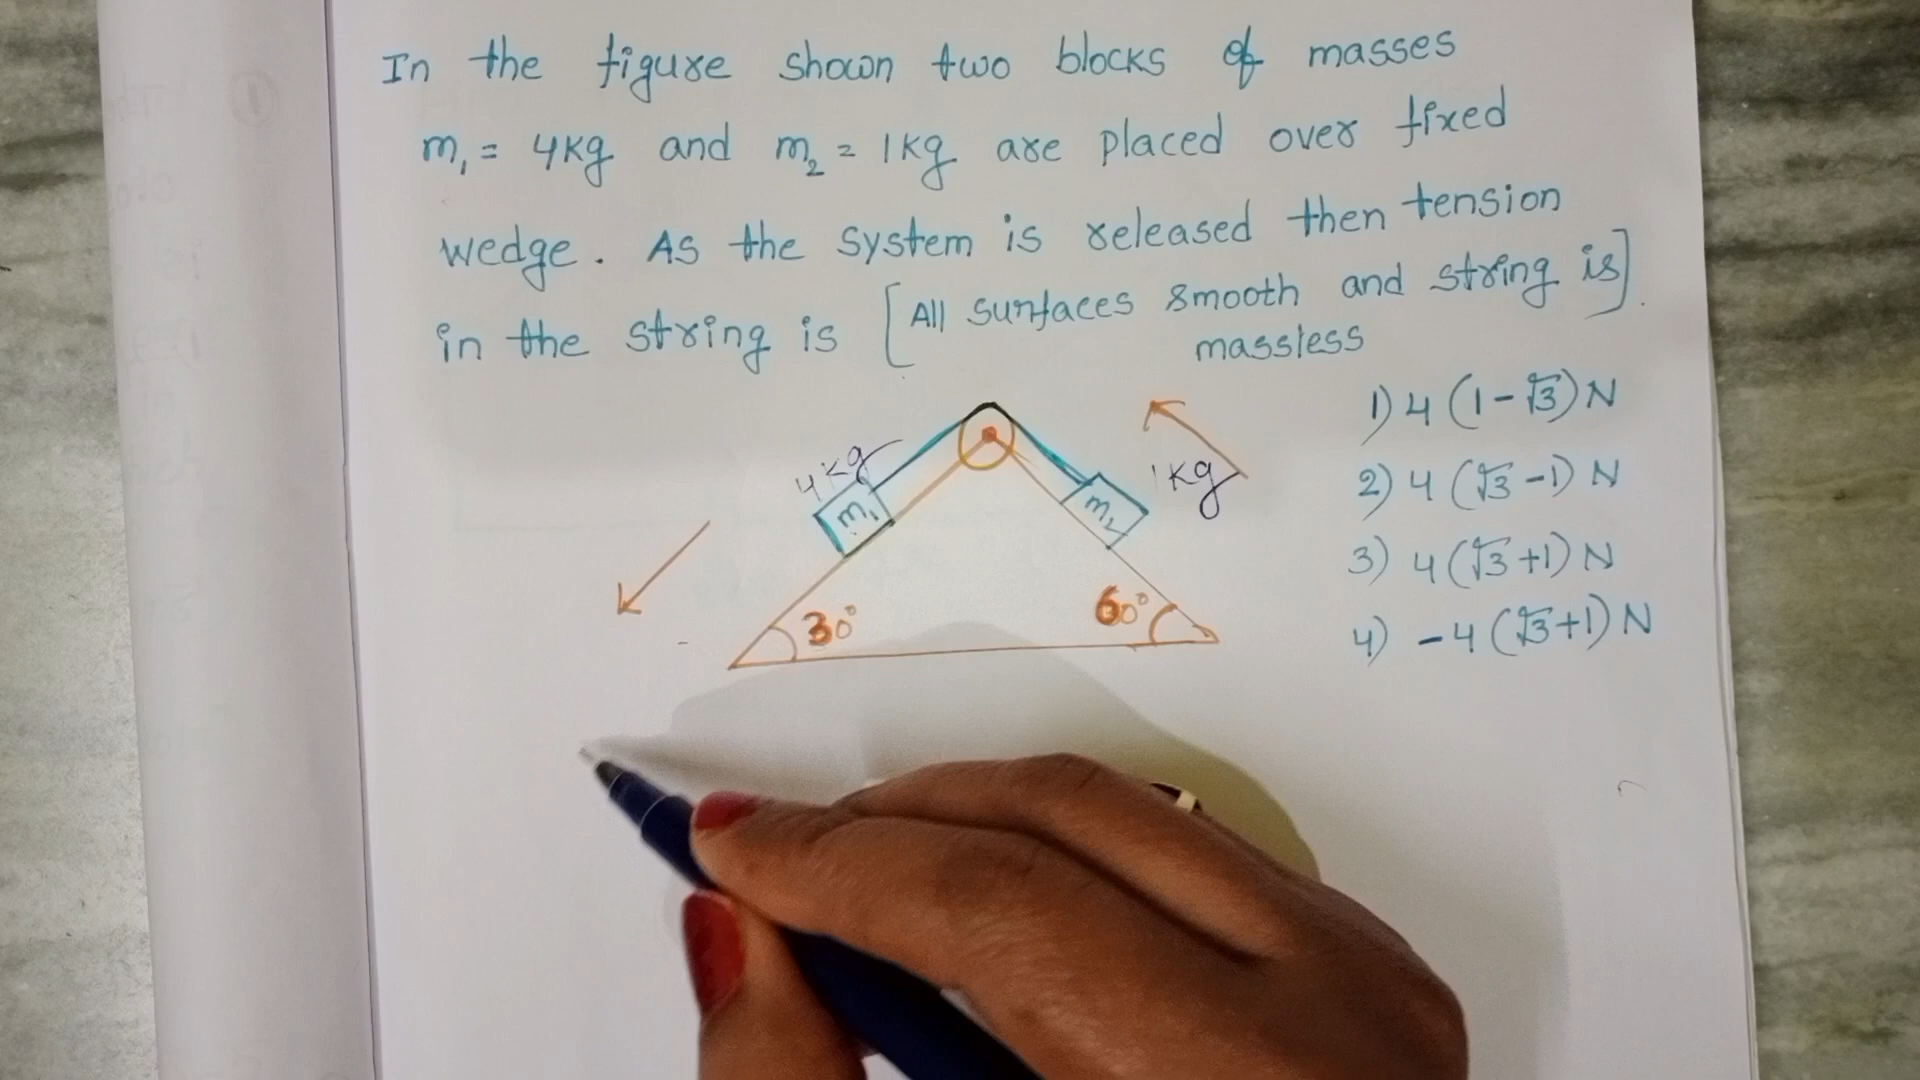 In the figure shown two blocks of masses
m₁ = 4kg and m₂ = 1kg are placed over fixed
wedge. As the system is released then tension
in the string is [All surfaces smooth and string is].
massless
1) 4 (1-√3) N
2) 4 (√3-1) N
3) 4 (√3+1) N
4) -4 (√3+1) N
4kg
1kg
m₁
m₂
30°
60°